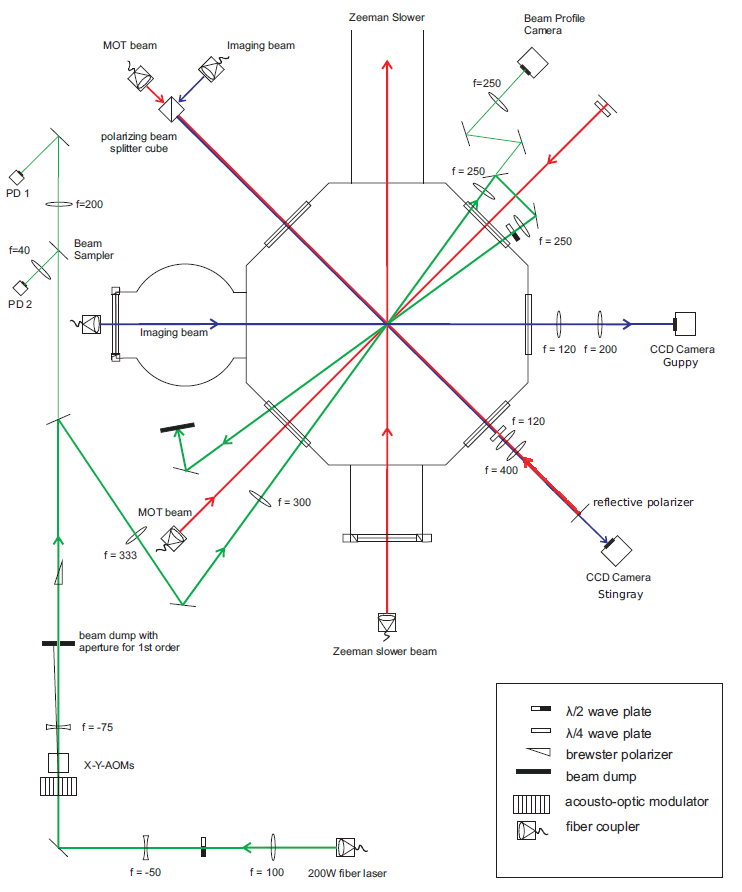 Zeeman Slower
Beam Profile
Camera
MOT beam
Imaging beam
f=250
polarizing beam
splitter cube
PD 1
f = 250
f=200
Beam
Sampler
f = 250
f=40
PD 2
Imaging beam
f = 120
f = 200
CCD Camera
Guppy
f = 120
f = 400
f = 300
MOT beam
reflective polarizer
f = 333
CCD Camera
Stingray
beam dump with
aperture for 1st order
Zeeman slower beam
f = -75
X-Y-AOMs
f = -50
f = 100
200W fiber laser
λ/2 wave plate
λ/4 wave plate
brewster polarizer
beam dump
acousto-optic modulator
fiber coupler